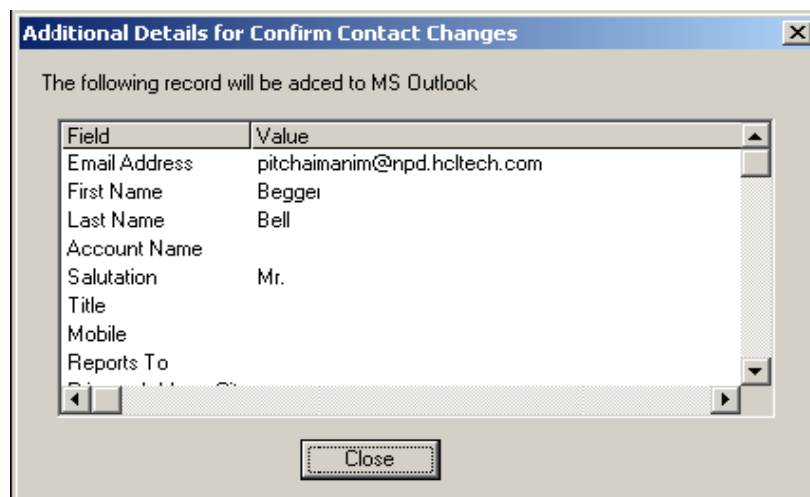 Additional Details for Confirm Contact Changes
The following record will be adced to MS Outlook
Field Value
Email Address pitchaimanim@npd.hcltech.com
First Name Begger
Last Name Bell
Account Name
Salutation Mr.
Title
Mobile
Reports To
Close